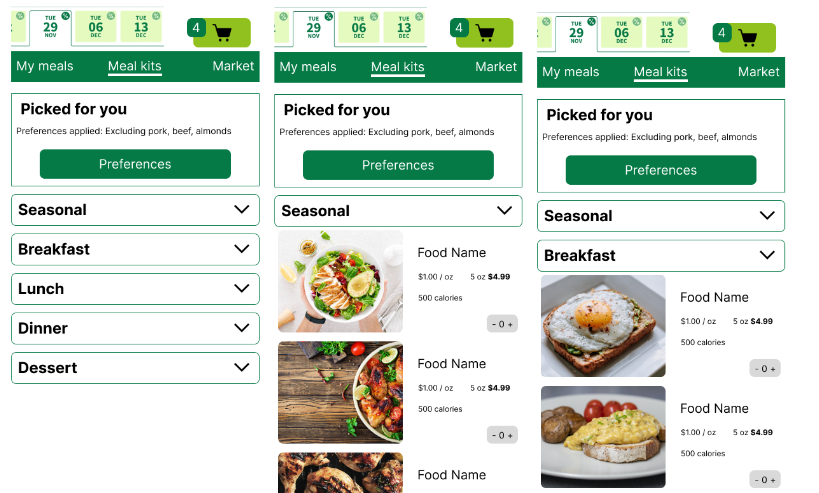 TUE TUE TUE
29 06 13
NOV DEC DEC
4
My meals Meal kits Market
Picked for you
Preferences applied: Excluding pork, beef, almonds
Preferences
Seasonal
Breakfast
Lunch
Dinner
Dessert
TUE TUE TUE
29 06 13
NOV DEC DEC
4
My meals Meal kits Market
Picked for you
Preferences applied: Excluding pork, beef, almonds
Preferences
Seasonal
Food Name
$1.00 / oz 5 oz $4.99
500 calories
- 0 +
Food Name
$1.00 / oz 5 oz $4.99
500 calories
- 0 +
Food Name
TUE TUE TUE
29 06 13
NOV DEC DEC
4
My meals Meal kits Market
Picked for you
Preferences applied: Excluding pork, beef, almonds
Preferences
Seasonal
Breakfast
Food Name
$1.00 / oz 5 oz $4.99
500 calories
- 0 +
Food Name
$1.00 / oz 5 oz $4.99
500 calories
- 0 +